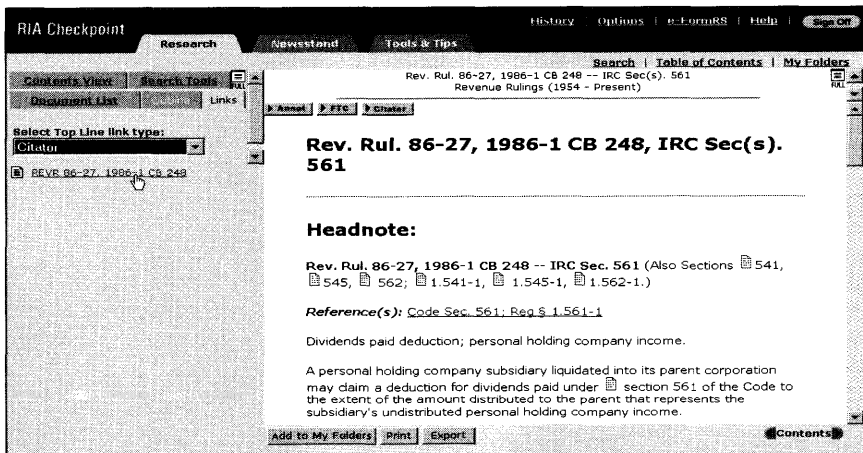 RIA Checkpoint
History | Options | e-FormRS | Help | Sign Off
Research
Newsstand
Tools & Tips
Search | Table of Contents | My Folders
Contents View
Search Tools
FULL
Document List
Links
Select Top Line link type:
Citator
REVR 86-27, 1986-1 CB 248
Rev. Rul. 86-27, 1986-1 CB 248 -- IRC Sec(s). 561
Revenue Rulings (1954 - Present)
FULL
Annot
FTC
Citator
Rev. Rul. 86-27, 1986-1 CB 248, IRC Sec(s).
561
Headnote:
Rev. Rul. 86-27, 1986-1 CB 248 -- IRC Sec. 561 (Also Sections 541,
545, 562; 1.541-1, 1.545-1, 1.562-1.)
Reference(s): Code Sec. 561; Reg § 1.561-1
Dividends paid deduction; personal holding company income.
A personal holding company subsidiary liquidated into its parent corporation
may claim a deduction for dividends paid under section 561 of the Code to
the extent of the amount distributed to the parent that represents the
subsidiary's undistributed personal holding company income.
Add to My Folders
Print
Export
Contents